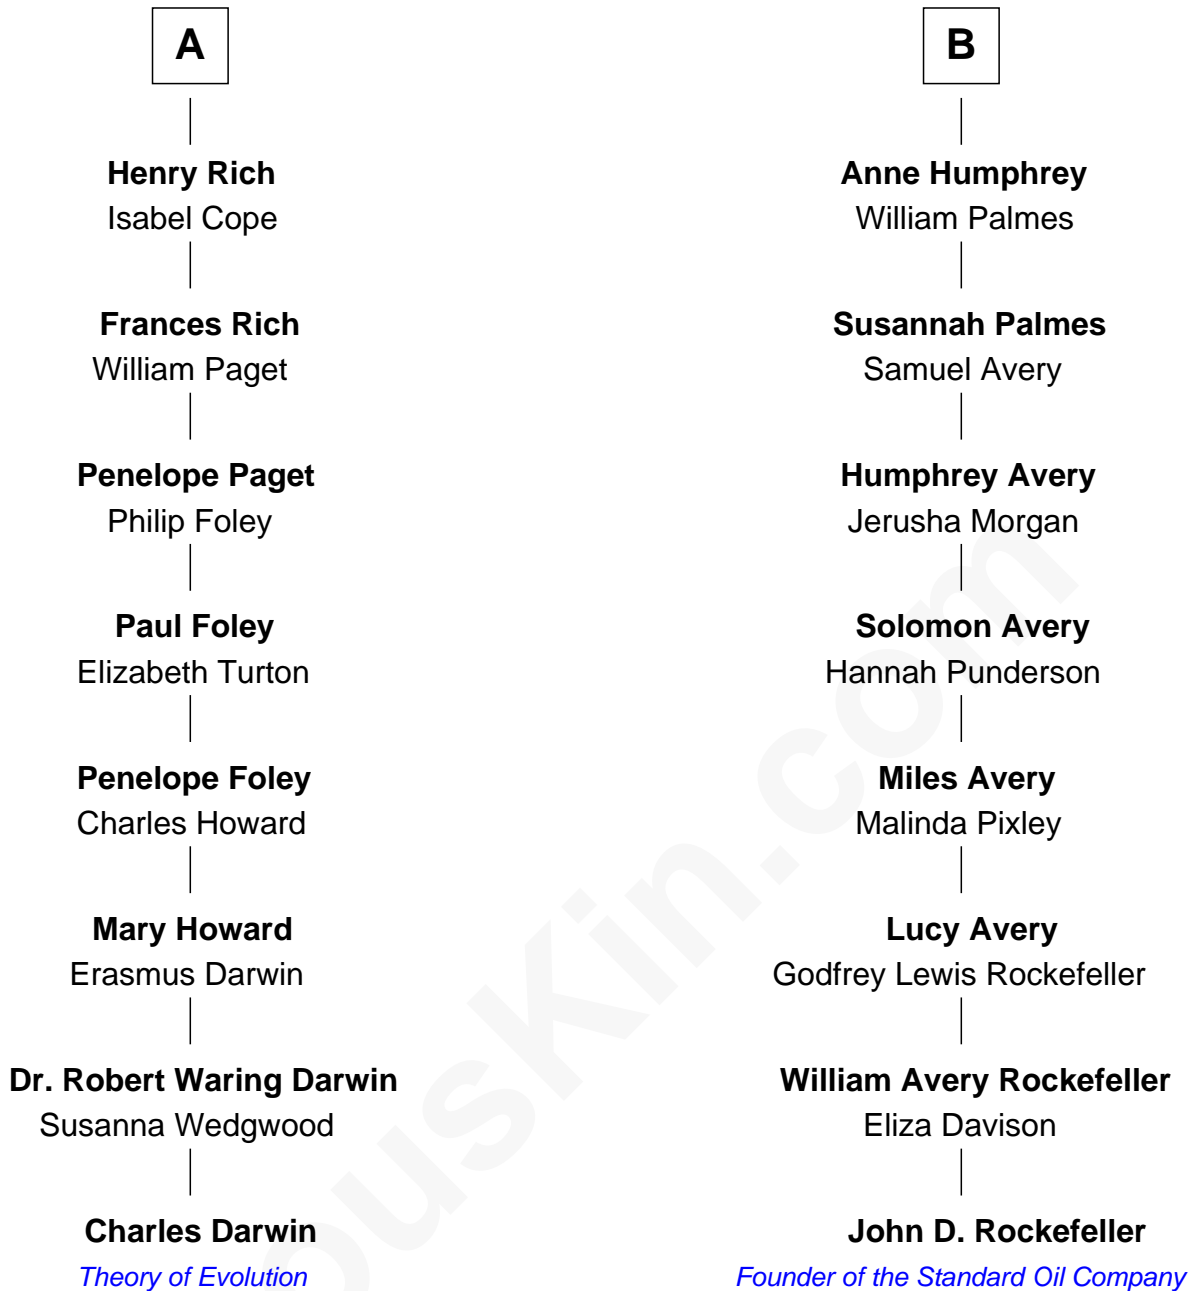 A
Henry Rich
Isabel Cope
Frances Rich
William Paget
Penelope Paget
Philip Foley
Paul Foley
Elizabeth Turton
Penelope Foley
Charles Howard
Mary Howard
Erasmus Darwin
Dr. Robert Waring Darwin
Susanna Wedgwood
Charles Darwin
Theory of Evolution
B
Anne Humphrey
William Palmes
Susannah Palmes
Samuel Avery
Humphrey Avery
Jerusha Morgan
Solomon Avery
Hannah Punderson
Miles Avery
Malinda Pixley
Lucy Avery
Godfrey Lewis Rockefeller
William Avery Rockefeller
Eliza Davison
John D. Rockefeller
Founder of the Standard Oil Company
ousKin.com